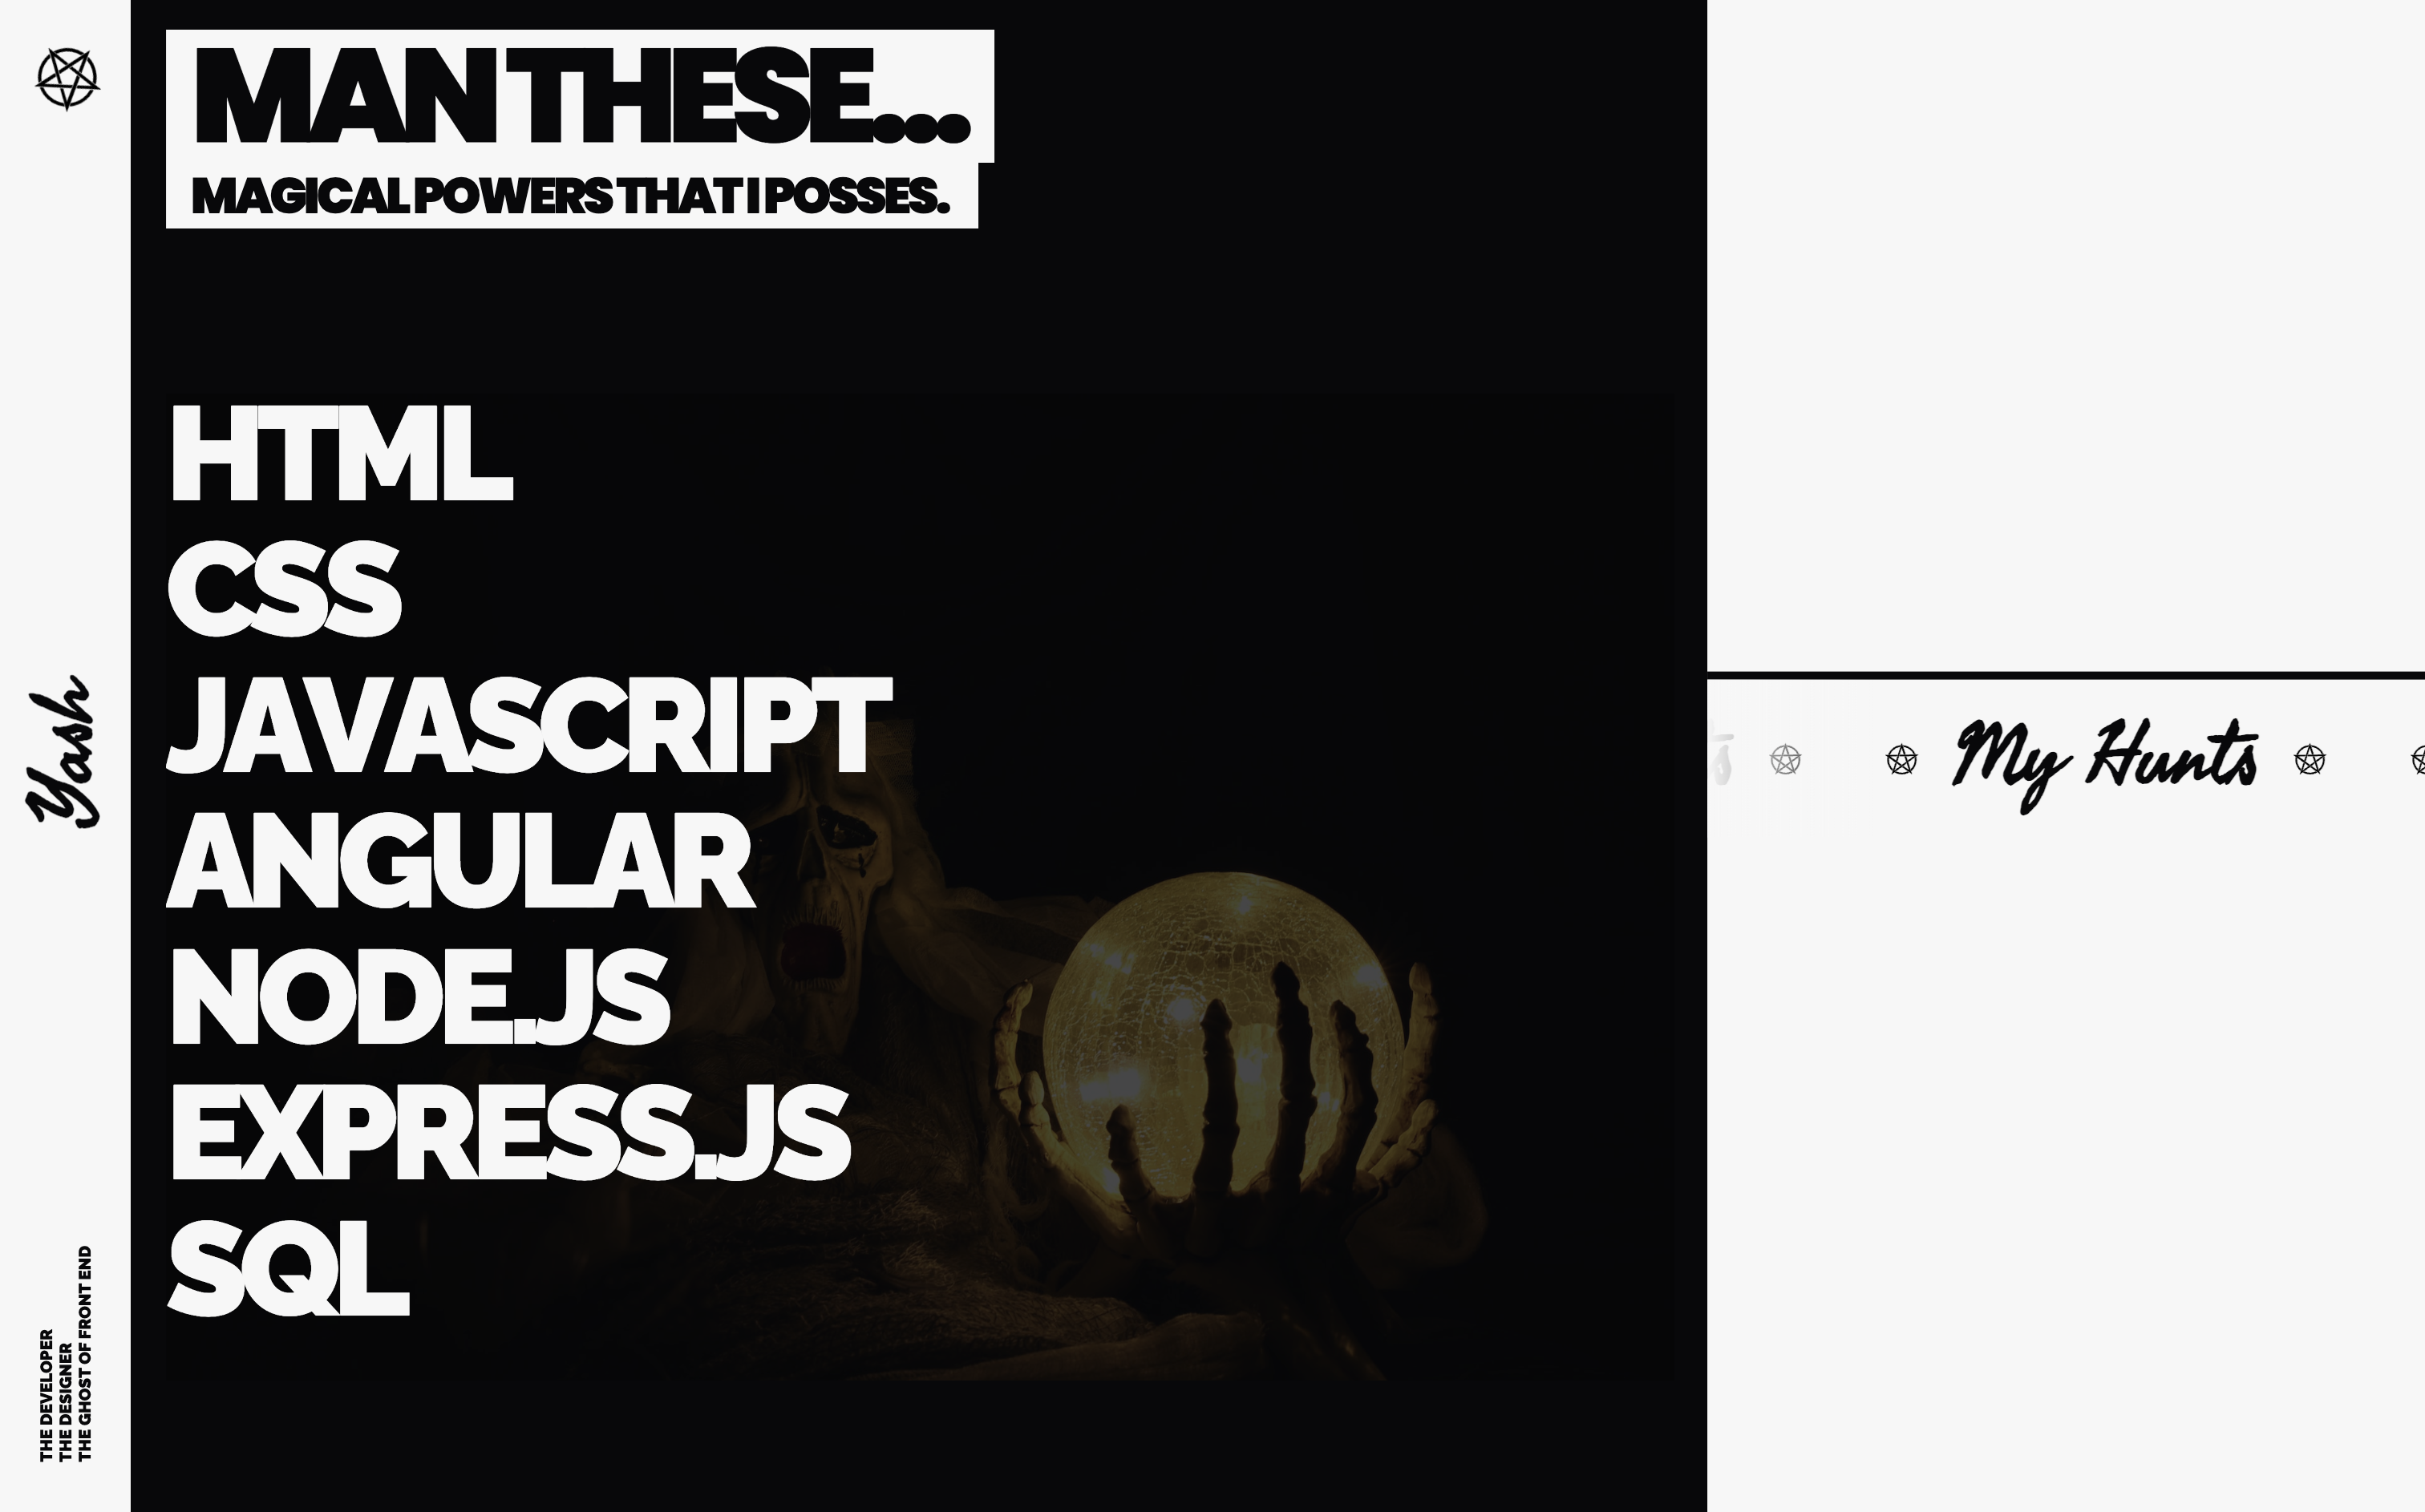 MAN THESE...
MAGICAL POWERS THAT I POSSES.
HTML
CSS
JAVASCRIPT
ANGULAR
NODE.JS
EXPRESS.JS
SQL
Yash
THE DEVELOPER
THE DESIGNER
THE GHOST OF FRONT END
My Hunts